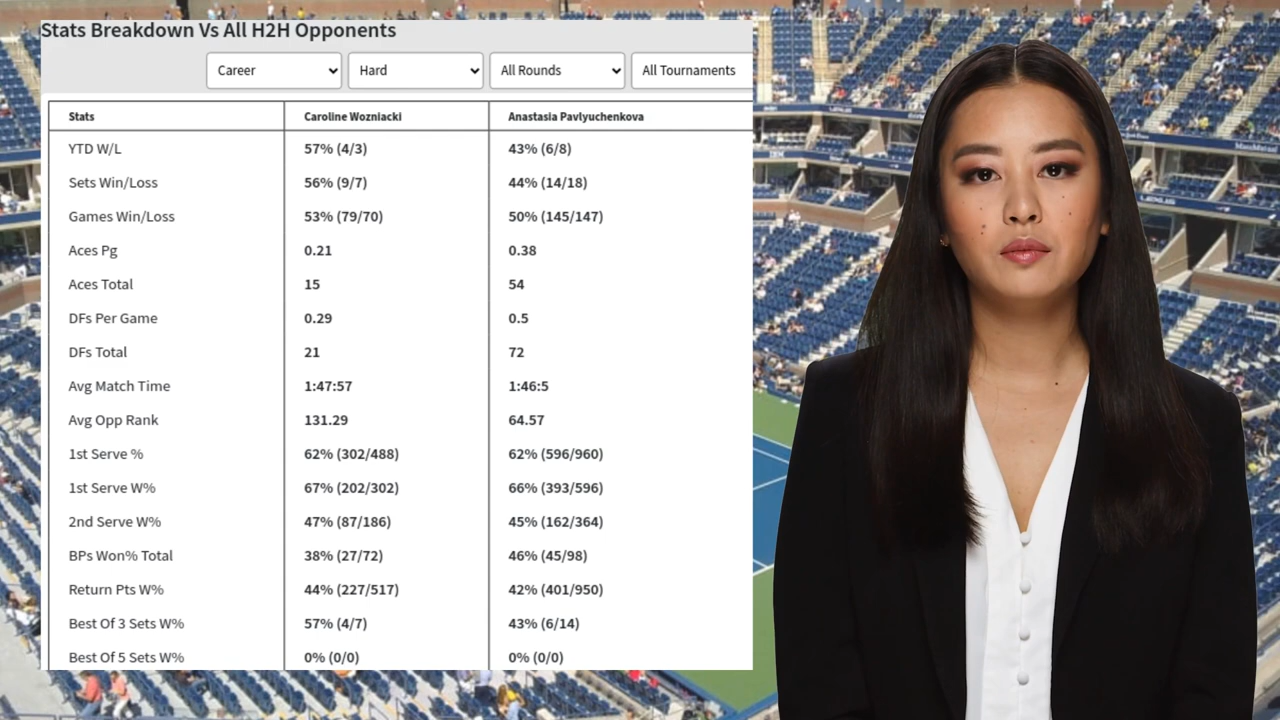 Stats Breakdown Vs All H2H Opponents
Career Hard All Rounds All Tournaments
Stats Caroline Wozniacki Anastasia Pavlyuchenkova
YTD W/L 57% (4/3) 43% (6/8)
Sets Win/Loss 56% (9/7) 44% (14/18)
Games Win/Loss 53% (79/70) 50% (145/147)
Aces Pg 0.21 0.38
Aces Total 15 54
DFs Per Game 0.29 0.5
DFs Total 21 72
Avg Match Time 1:47:57 1:46:5
Avg Opp Rank 131.29 64.57
1st Serve % 62% (302/488) 62% (596/960)
1st Serve W% 67% (202/302) 66% (393/596)
2nd Serve W% 47% (87/186) 45% (162/364)
BPs Won% Total 38% (27/72) 46% (45/98)
Return Pts W% 44% (227/517) 42% (401/950)
Best Of 3 Sets W% 57% (4/7) 43% (6/14)
Best Of 5 Sets W% 0% (0/0) 0% (0/0)